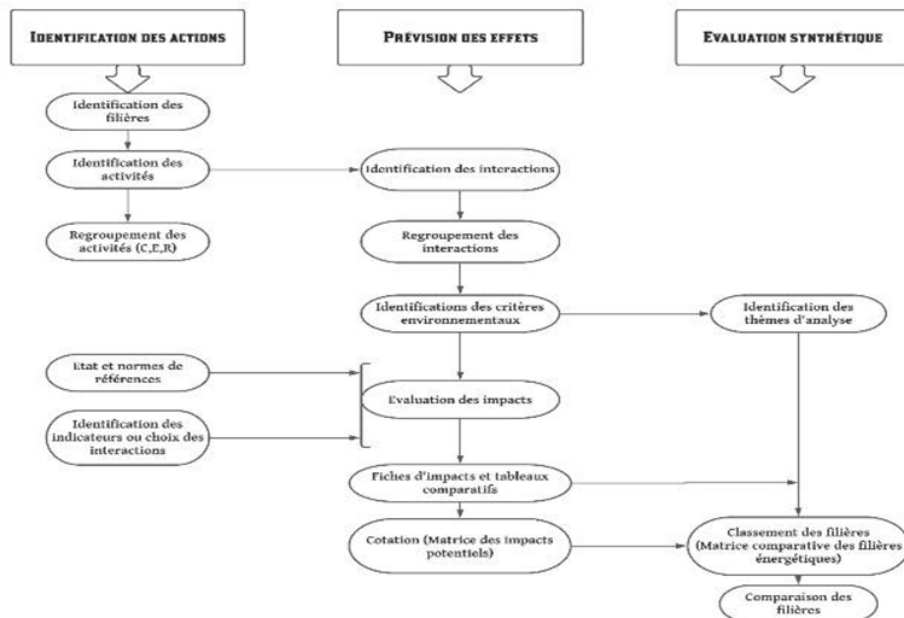 IDENTIFICATION DES ACTIONS
PRÉVISION DES EFFETS
EVALUATION SYNTHÉTIQUE
Identification des
filières
Identification des
activités
Identification des interactions
Regroupement des
activités (C,E,R)
Regroupement des
interactions
Identifications des critères
environnementaux
Identification des
thèmes d'analyse
Etat et normes de
références
Evaluation des impacts
Identification des
indicateurs ou choix des
interactions
Fiches d'impacts et tableaux
comparatifs
Cotation (Matrice des impacts
potentiels)
Classement des filières
(Matrice comparative des filières
énergétiques)
Comparaison des
filières